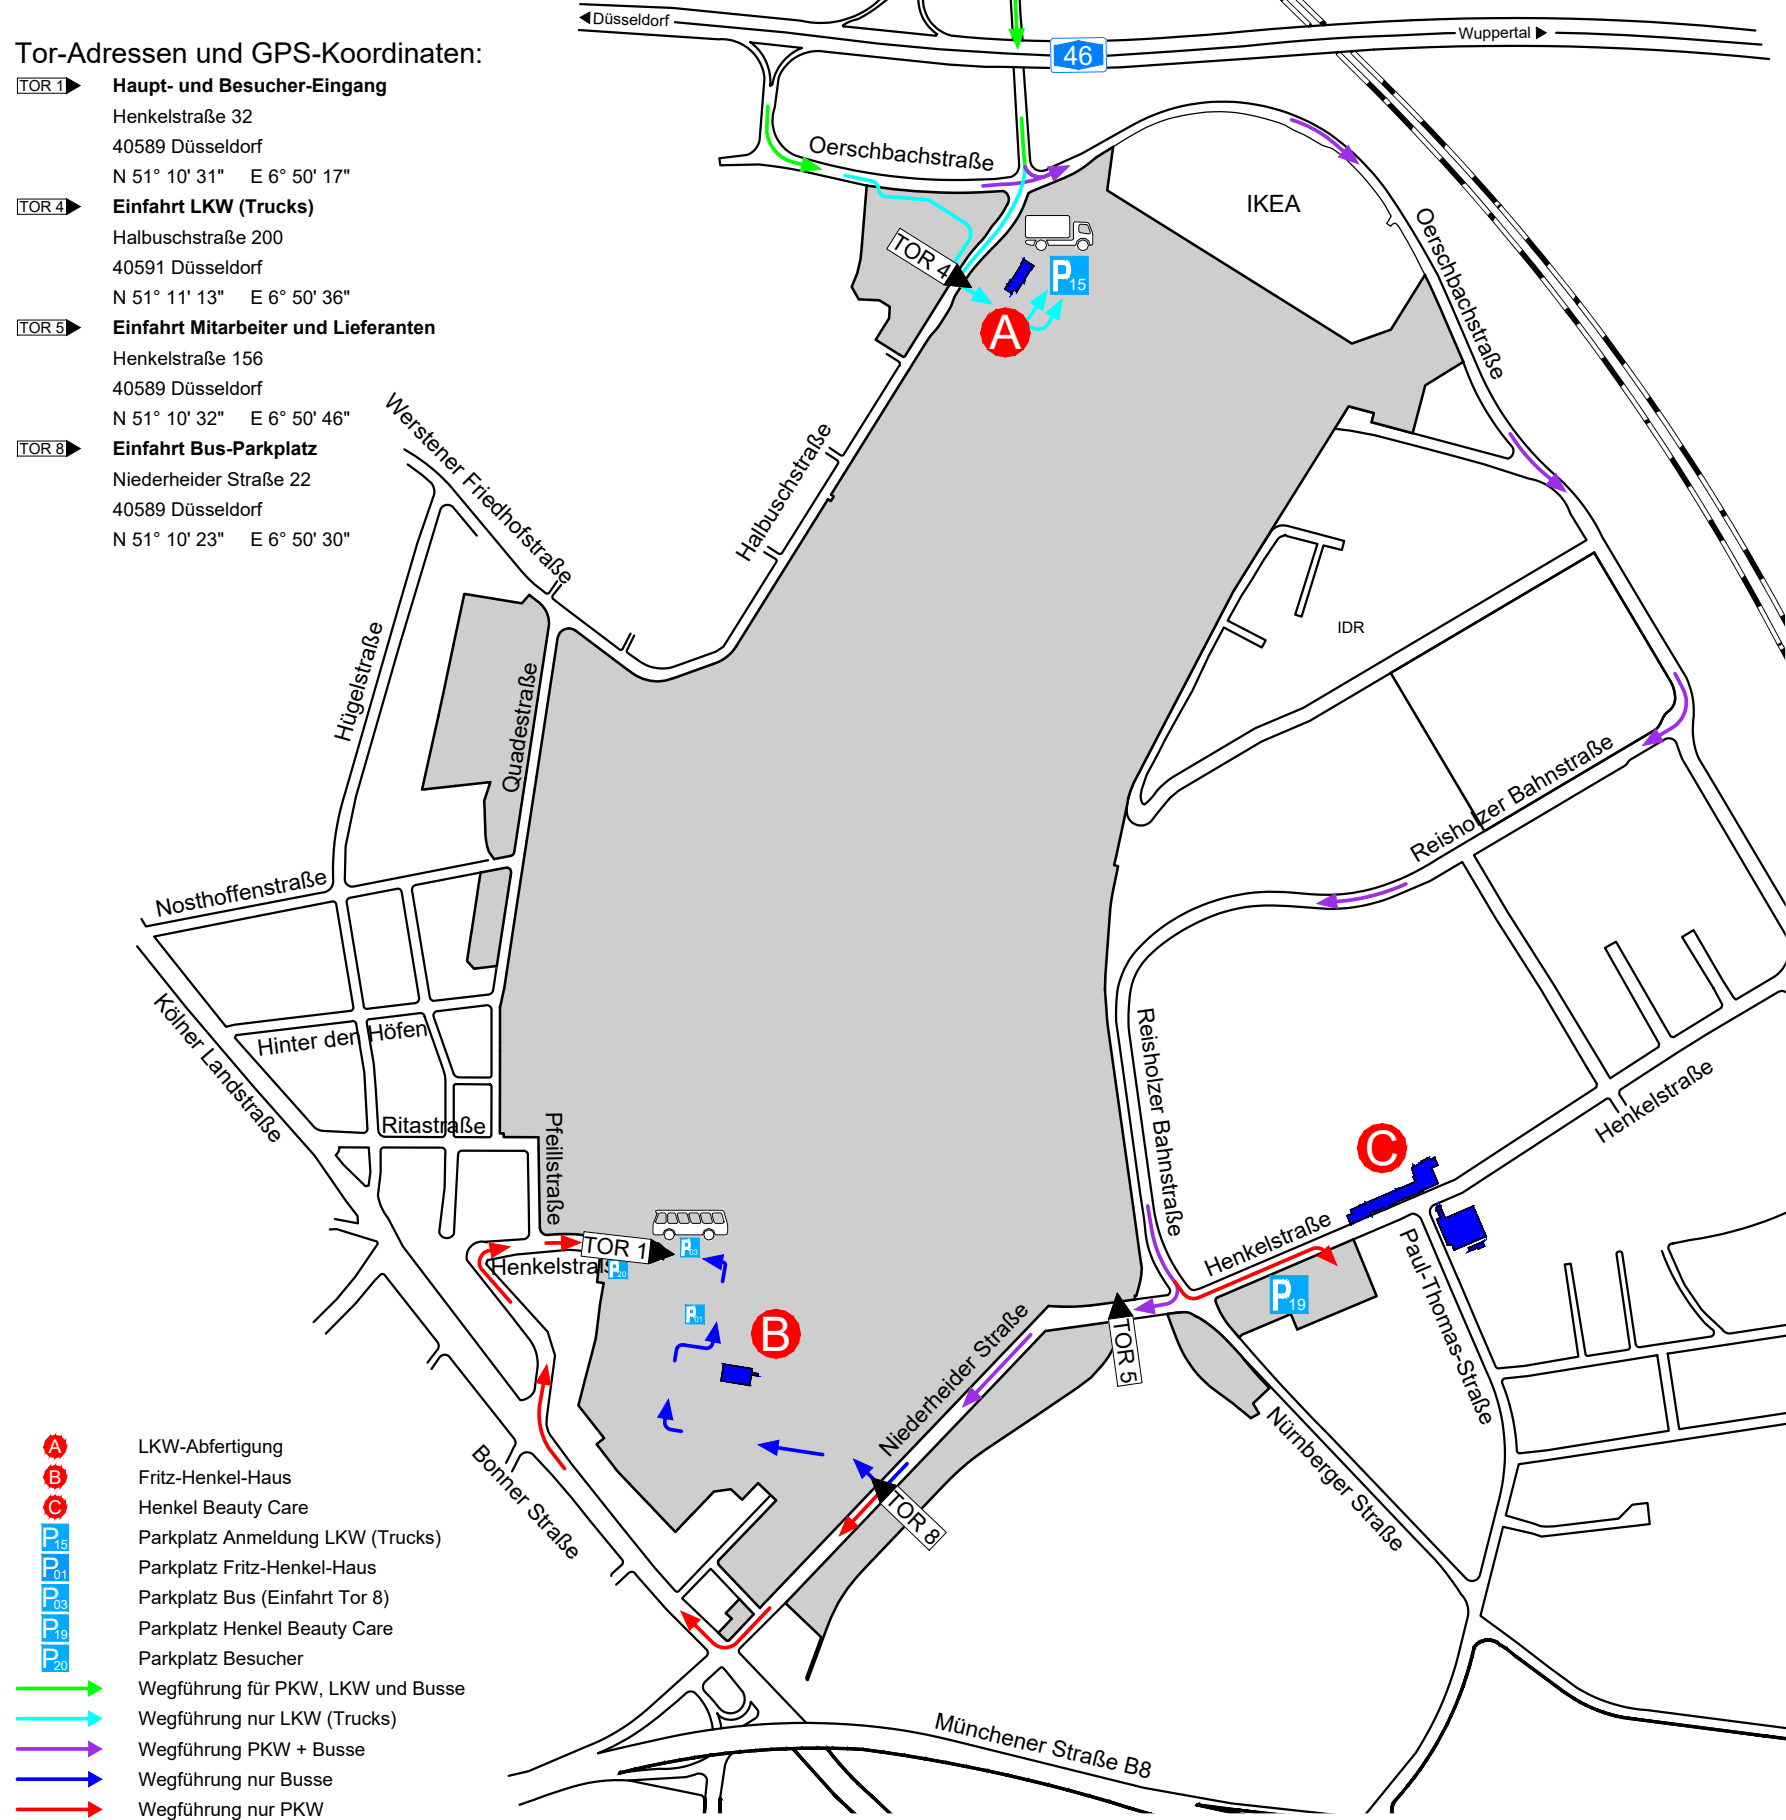 Tor-Adressen und GPS-Koordinaten:
TOR 1 Haupt- und Besucher-Eingang
Henkelstraße 32
40589 Düsseldorf
N 51° 10' 31" E 6° 50' 17"
TOR 4 Einfahrt LKW (Trucks)
Halbuschstraße 200
40591 Düsseldorf
N 51° 11' 13" E 6° 50' 36"
TOR 5 Einfahrt Mitarbeiter und Lieferanten
Henkelstraße 156
40589 Düsseldorf
N 51° 10' 32" E 6° 50' 46"
TOR 8 Einfahrt Bus-Parkplatz
Niederheider Straße 22
40589 Düsseldorf
N 51° 10' 23" E 6° 50' 30"
Düsseldorf
46
Wuppertal
Oerschbachstraße
IKEA
Oerschbachstraße
TOR 4
P15
A
Werstener Friedhofstraße
Halbuschstraße
Hügelstraße
Quadestraße
IDR
Reisholzer Bahnstraße
Nosthoffenstraße
Kölner Landstraße
Hinter den Höfen
Ritastraße
Pfeillstraße
Reisholzer Bahnstraße
Henkelstraße
C
TOR 1
P03
Henkelstraße
P20
P01
B
Henkelstraße
P19
Paul-Thomas-Straße
TOR 5
Niederheider Straße
Nürnberger Straße
TOR 8
Bonner Straße
Münchener Straße B8
A LKW-Abfertigung
B Fritz-Henkel-Haus
C Henkel Beauty Care
P15 Parkplatz Anmeldung LKW (Trucks)
P01 Parkplatz Fritz-Henkel-Haus
P03 Parkplatz Bus (Einfahrt Tor 8)
P19 Parkplatz Henkel Beauty Care
P20 Parkplatz Besucher
Wegführung für PKW, LKW und Busse
Wegführung nur LKW (Trucks)
Wegführung PKW + Busse
Wegführung nur Busse
Wegführung nur PKW